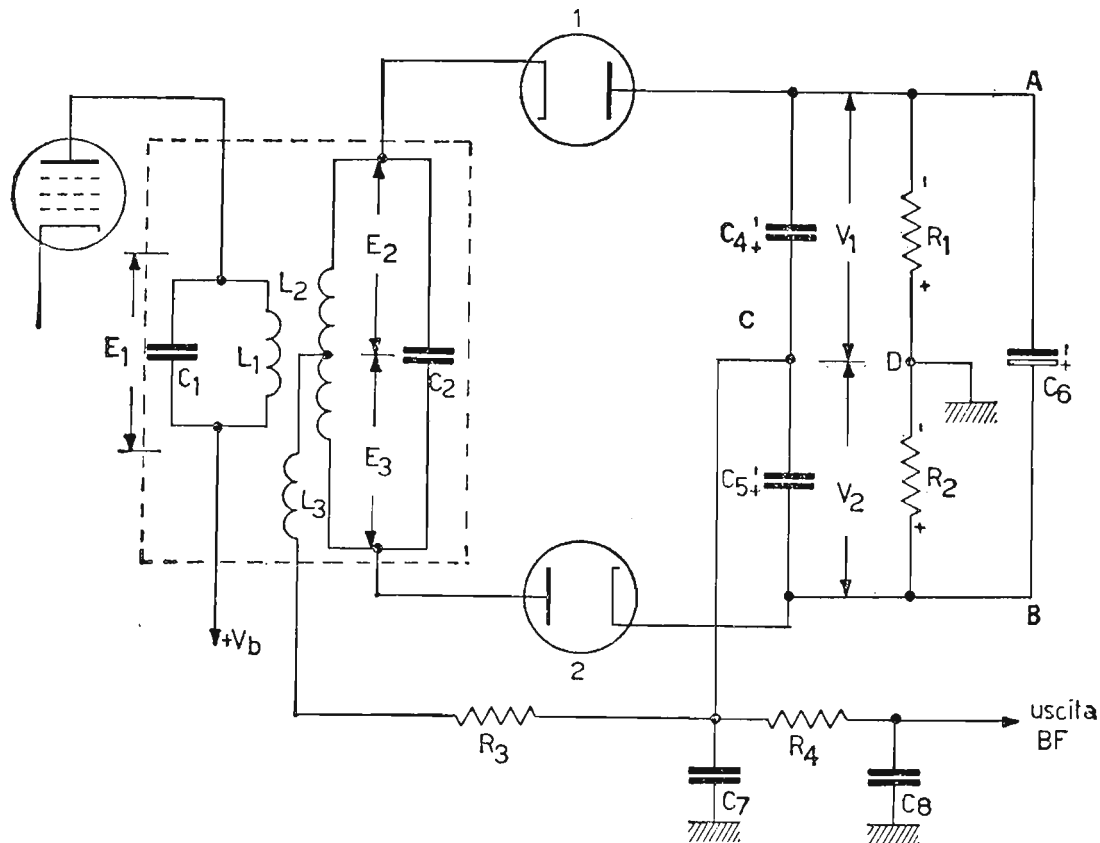 1
A
E2
V1
C4
+
R1
+
L2
C
E1
C1
L1
D
C2
+
C6
E3
L3
C5
+
V2
R2
+
+Vb
B
2
R3
R4
uscita
BF
C7
C8